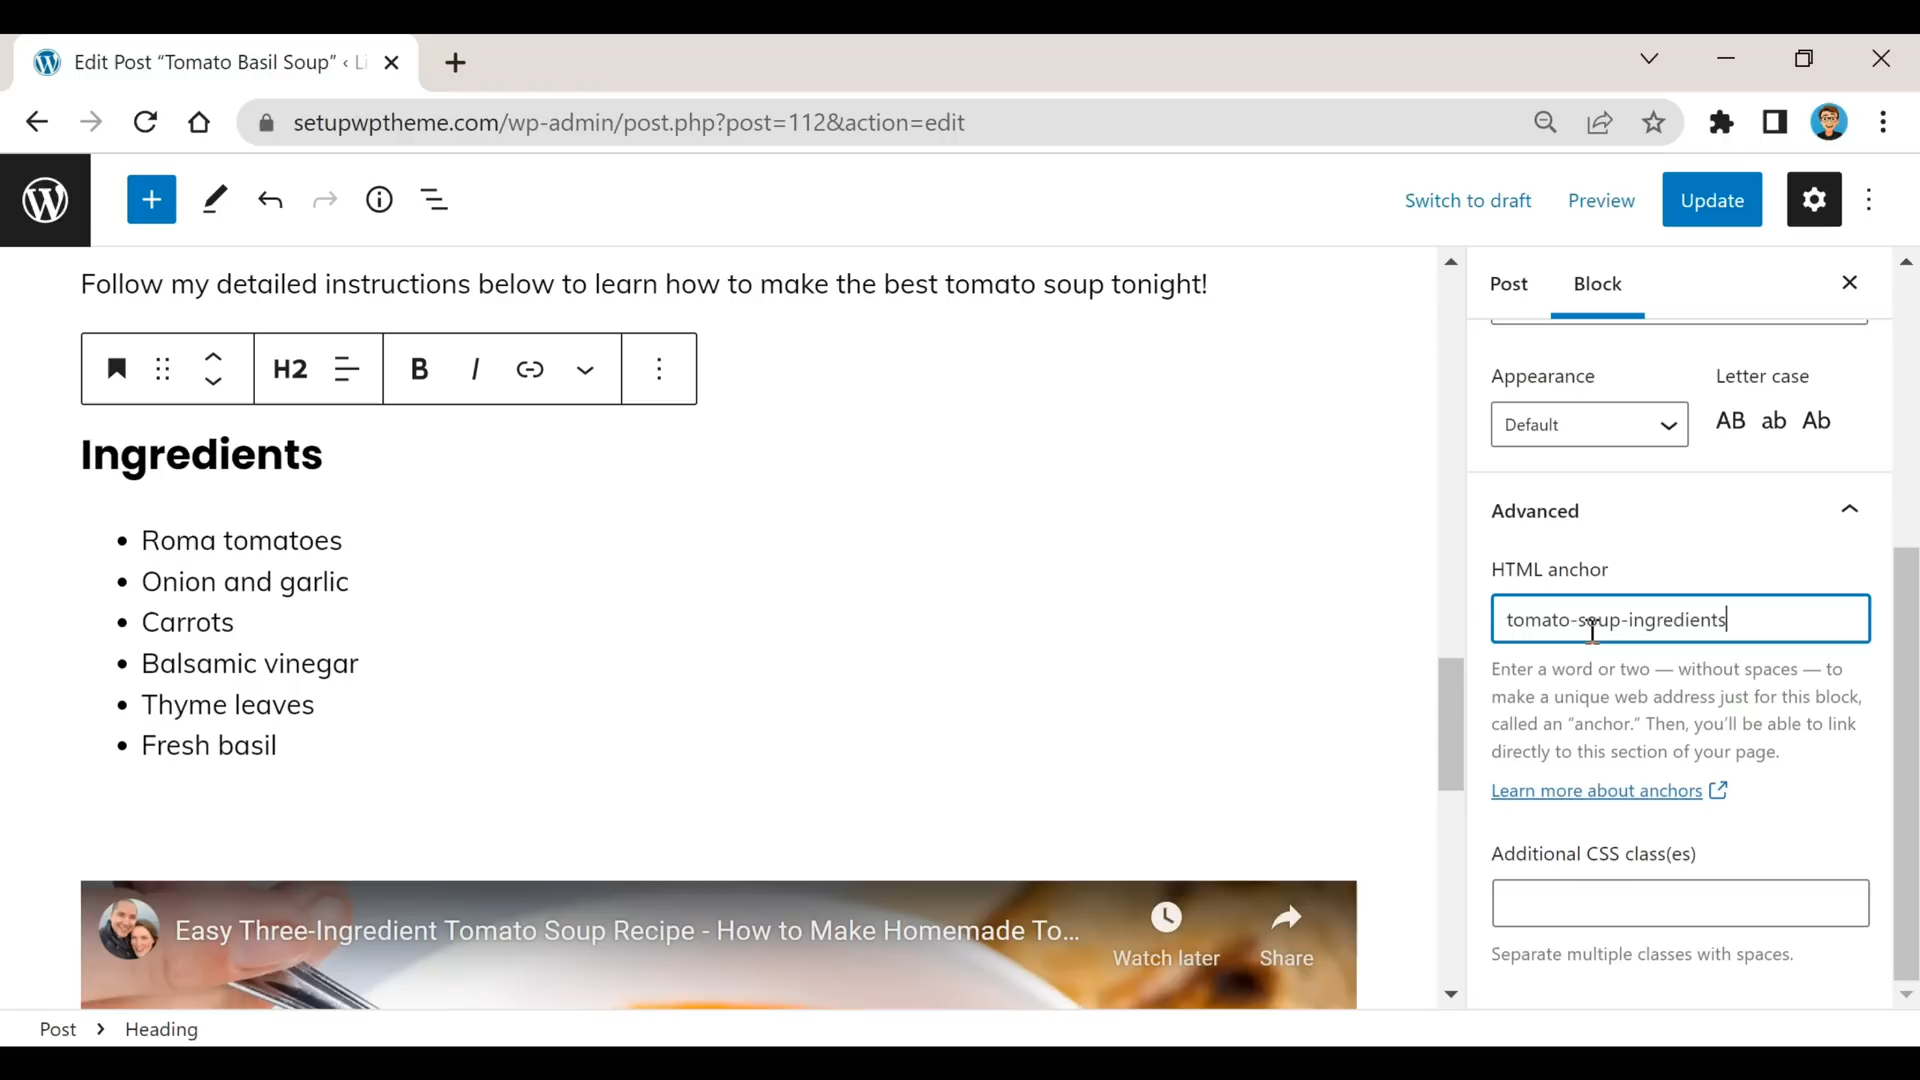 Edit Post “Tomato Basil Soup” ‹ Li
setupwptheme.com/wp-admin/post.php?post=112&action=edit
Switch to draft
Preview
Update
Follow my detailed instructions below to learn how to make the best tomato soup tonight!
H2
B
I
Ingredients
Roma tomatoes
Onion and garlic
Carrots
Balsamic vinegar
Thyme leaves
Fresh basil
Easy Three-Ingredient Tomato Soup Recipe - How to Make Homemade To...
Watch later
Share
Post
Block
Appearance
Letter case
Default
AB ab Ab
Advanced
HTML anchor
tomato-soup-ingredients
Enter a word or two — without spaces — to
make a unique web address just for this block,
called an “anchor.” Then, you’ll be able to link
directly to this section of your page.
Learn more about anchors
Additional CSS class(es)
Separate multiple classes with spaces.
Post
Heading